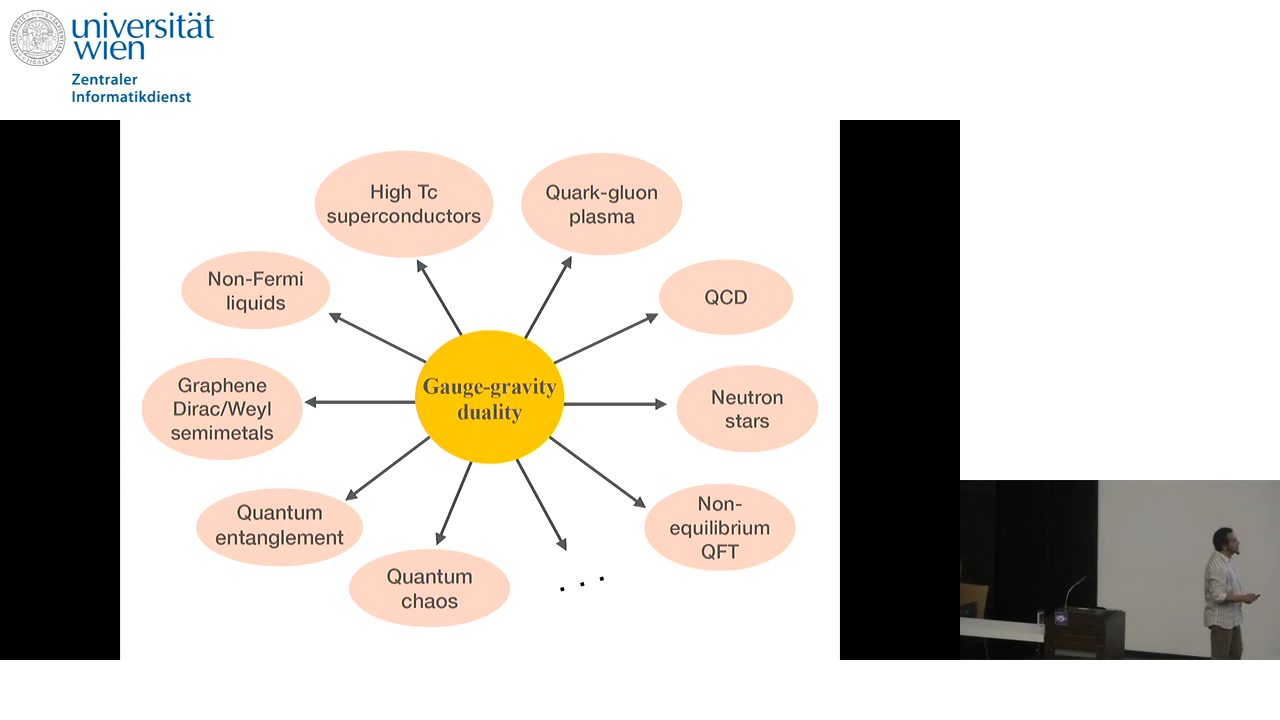 universität
wien
Zentraler
Informatikdienst
High Tc
superconductors
Quark-gluon
plasma
Non-Fermi
liquids
QCD
Gauge-gravity
duality
Graphene
Dirac/Weyl
semimetals
Neutron
stars
Quantum
entanglement
Non-
equilibrium
QFT
Quantum
chaos
. . .